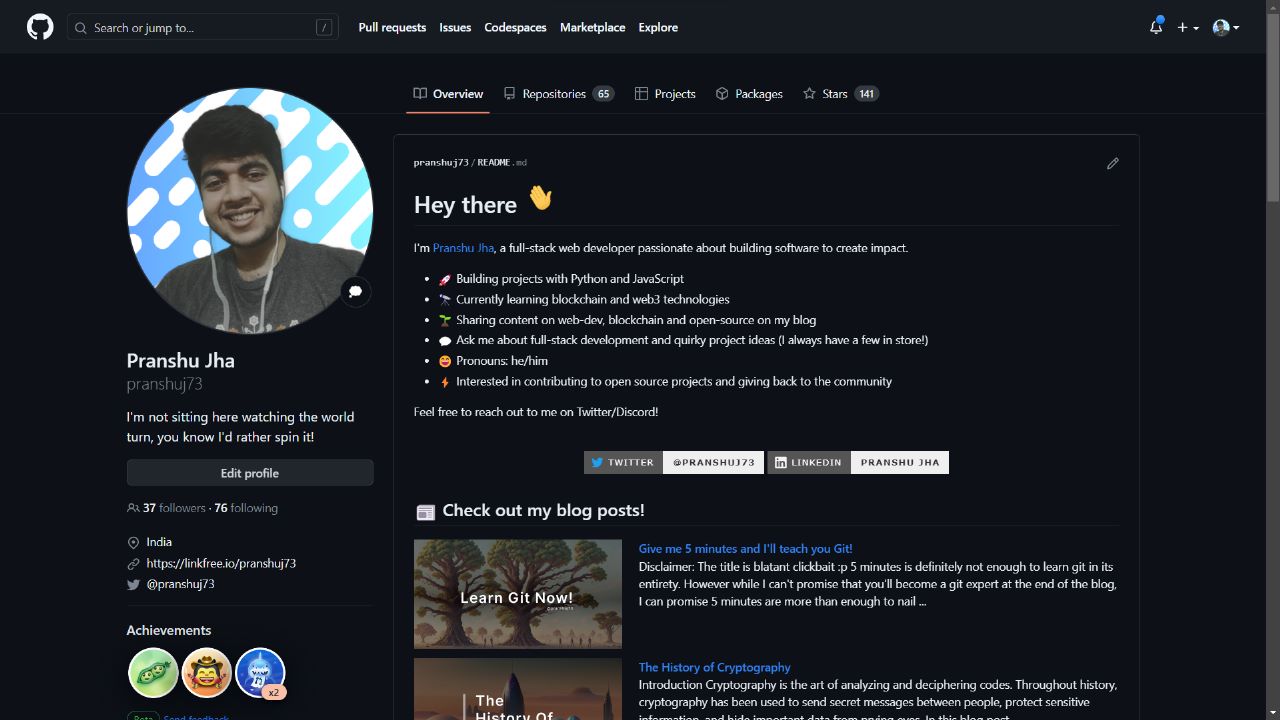 Search or jump to...
/
Pull requests
Issues
Codespaces
Marketplace
Explore
Overview
Repositories 65
Projects
Packages
Stars 141
Pranshu Jha
pranshuj73
I'm not sitting here watching the world
turn, you know I'd rather spin it!
Edit profile
37 followers · 76 following
India
https://linkfree.io/pranshuj73
@pranshuj73
Achievements
x2
Beta Send feedback
pranshuj73/README.md
Hey there 👋
I'm Pranshu Jha, a full-stack web developer passionate about building software to create impact.
• 🚀 Building projects with Python and JavaScript
• 🔭 Currently learning blockchain and web3 technologies
• 🌱 Sharing content on web-dev, blockchain and open-source on my blog
• 💬 Ask me about full-stack development and quirky project ideas (I always have a few in store!)
• 😄 Pronouns: he/him
• ⚡ Interested in contributing to open source projects and giving back to the community
Feel free to reach out to me on Twitter/Discord!
TWITTER @PRANSHUJ73
LINKEDIN PRANSHU JHA
📰 Check out my blog posts!
Learn Git Now!
Give me 5 minutes and I'll teach you Git!
Disclaimer: The title is blatant clickbait :p 5 minutes is definitely not enough to learn git in its
entirety. However while I can't promise that you'll become a git expert at the end of the blog,
I can promise 5 minutes are more than enough to nail ...
The
History Of
The History of Cryptography
Introduction Cryptography is the art of analyzing and deciphering codes. Throughout history,
cryptography has been used to send secret messages between people, protect sensitive
information, and hide important data from prying eyes. In this blog post